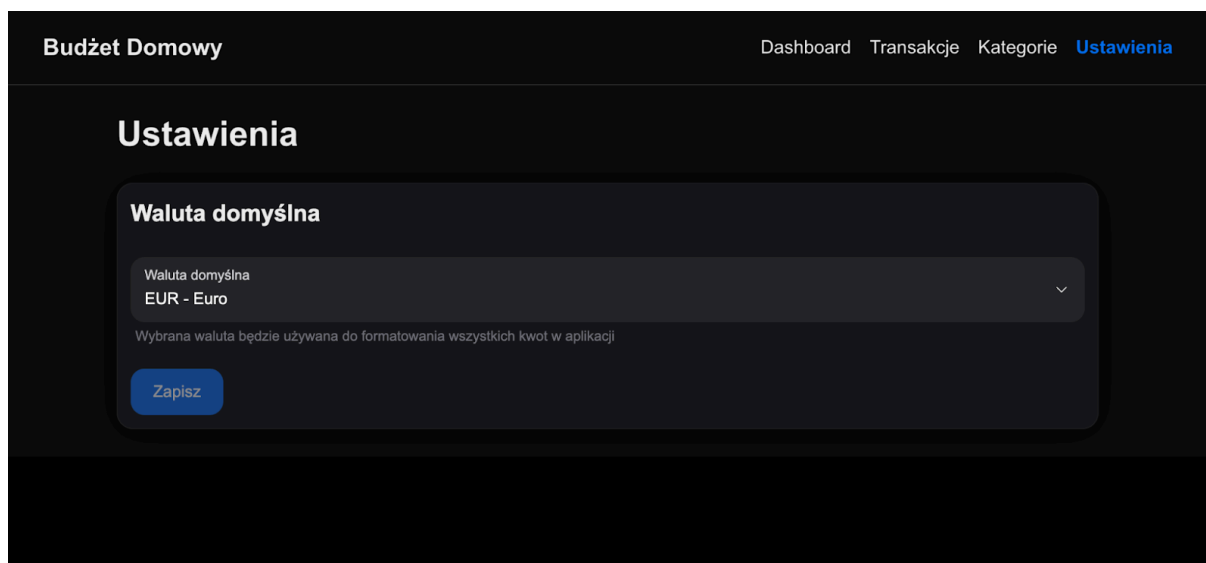 Budżet Domowy
Dashboard Transakcje Kategorie Ustawienia
Ustawienia
Waluta domyślna
Waluta domyślna
EUR - Euro
Wybrana waluta będzie używana do formatowania wszystkich kwot w aplikacji
Zapisz